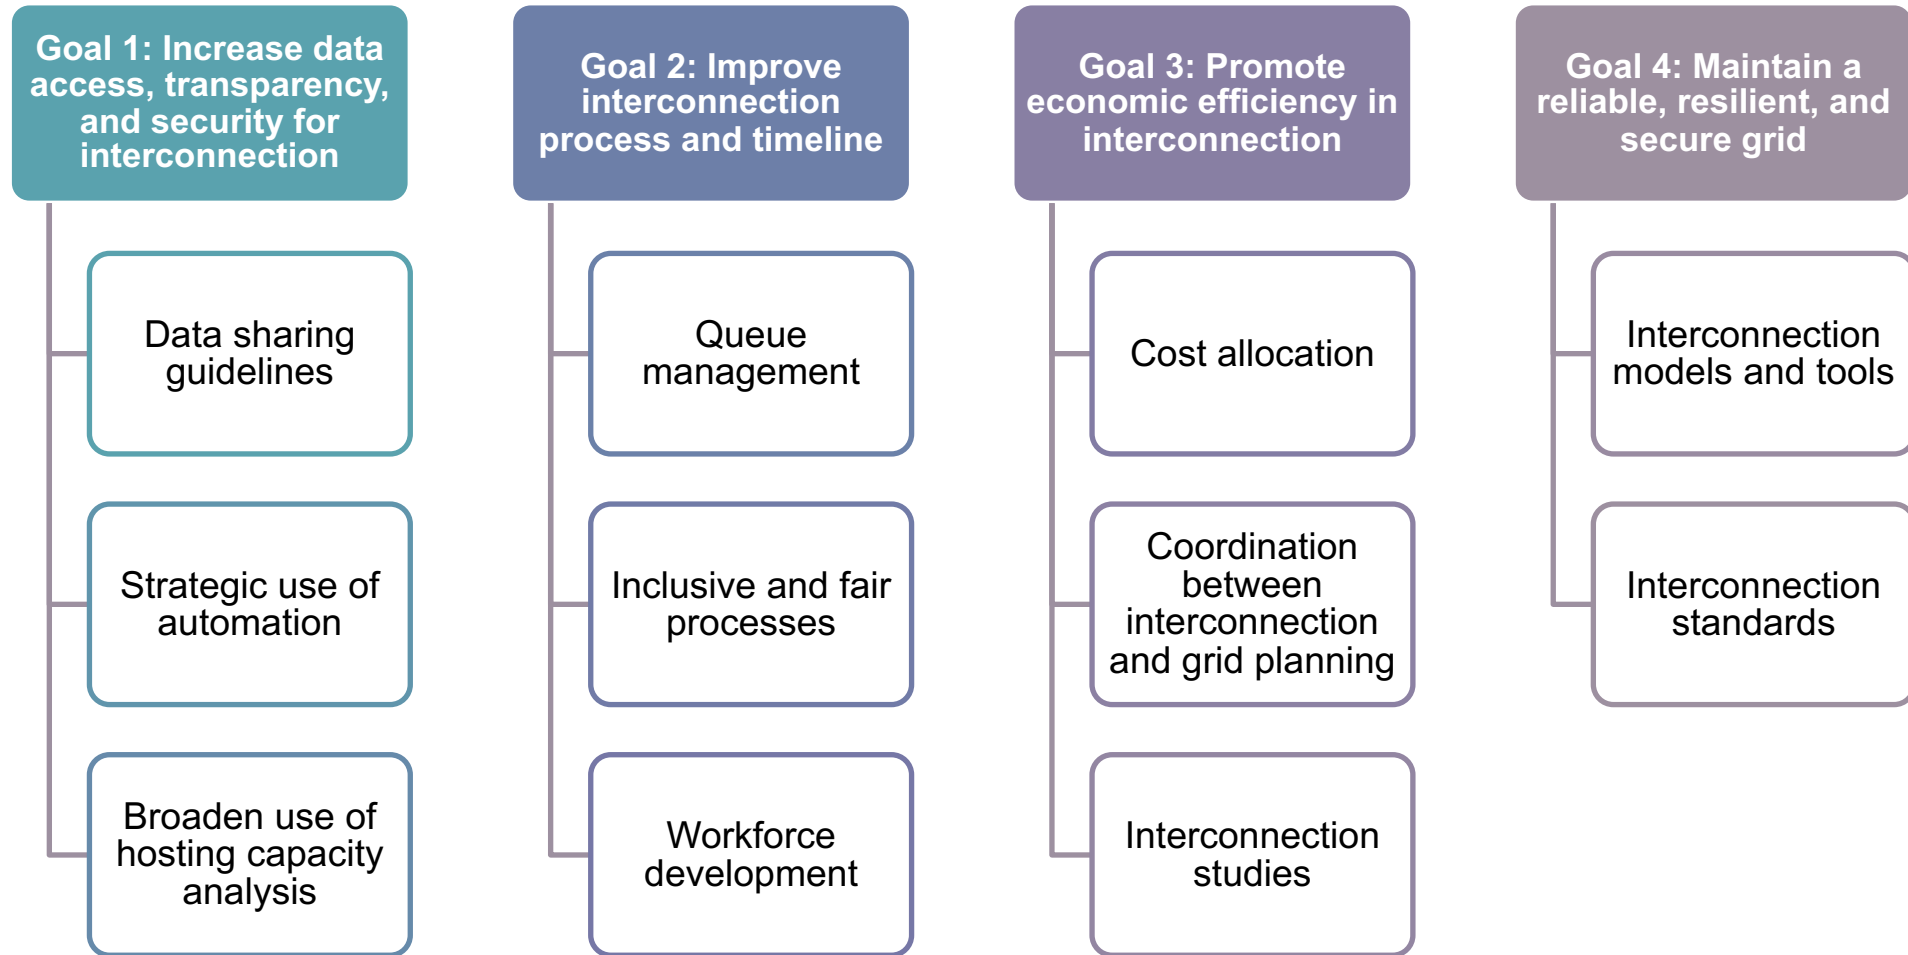 Goal 1: Increase data
access, transparency,
and security for
interconnection
Data sharing
guidelines
Strategic use of
automation
Broaden use of
hosting capacity
analysis
Goal 2: Improve
interconnection
process and timeline
Queue
management
Inclusive and fair
processes
Workforce
development
Goal 3: Promote
economic efficiency in
interconnection
Cost allocation
Coordination
between
interconnection
and grid planning
Interconnection
studies
Goal 4: Maintain a
reliable, resilient, and
secure grid
Interconnection
models and tools
Interconnection
standards